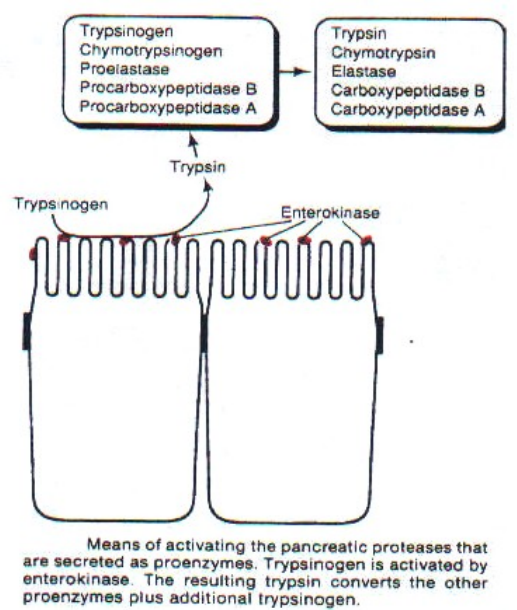 Trypsinogen
Chymotrypsinogen
Proelastase
Procarboxypeptidase B
Procarboxypeptidase A
Trypsin
Chymotrypsin
Elastase
Carboxypeptidase B
Carboxypeptidase A
Trypsin
Trypsinogen
Enterokinase
Means of activating the pancreatic proteases that
are secreted as proenzymes. Trypsinogen is activated by
enterokinase. The resulting trypsin converts the other
proenzymes plus additional trypsinogen.